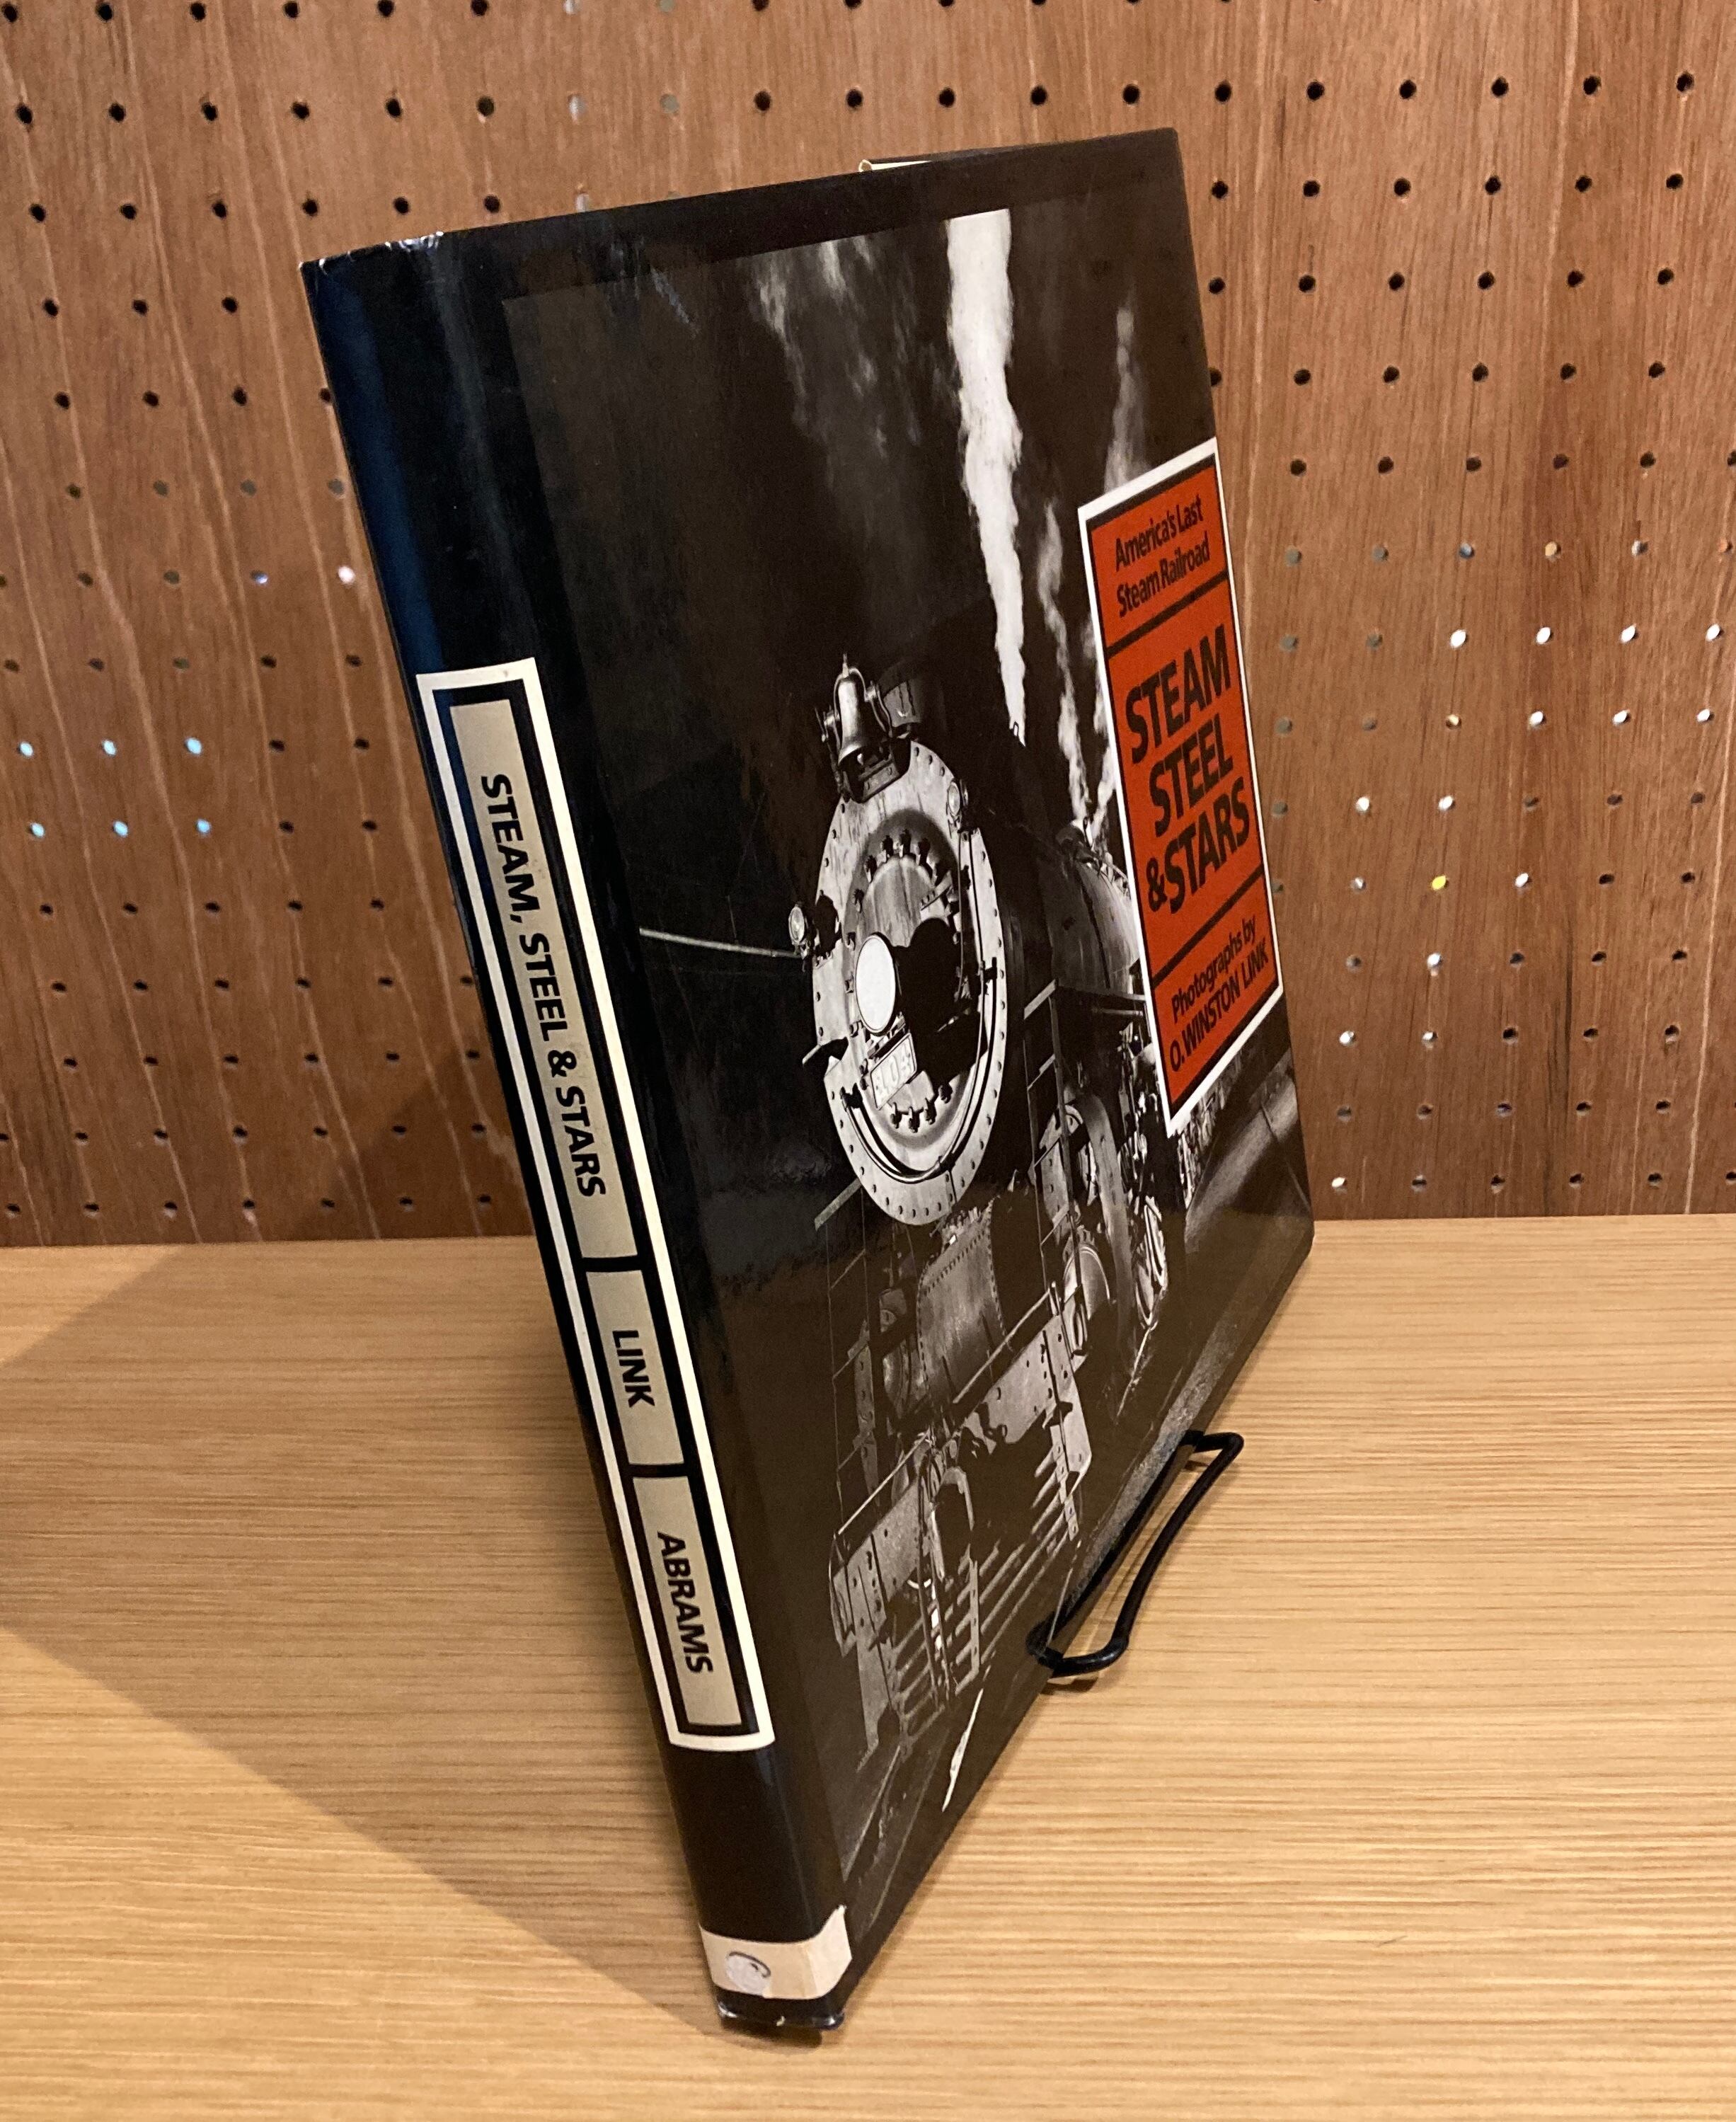 STEAM, STEEL & STARS
LINK
ABRAMS
America's Last
Steam Railroad
STEAM
STEEL
&STARS
Photographs by
O. WINSTON LINK